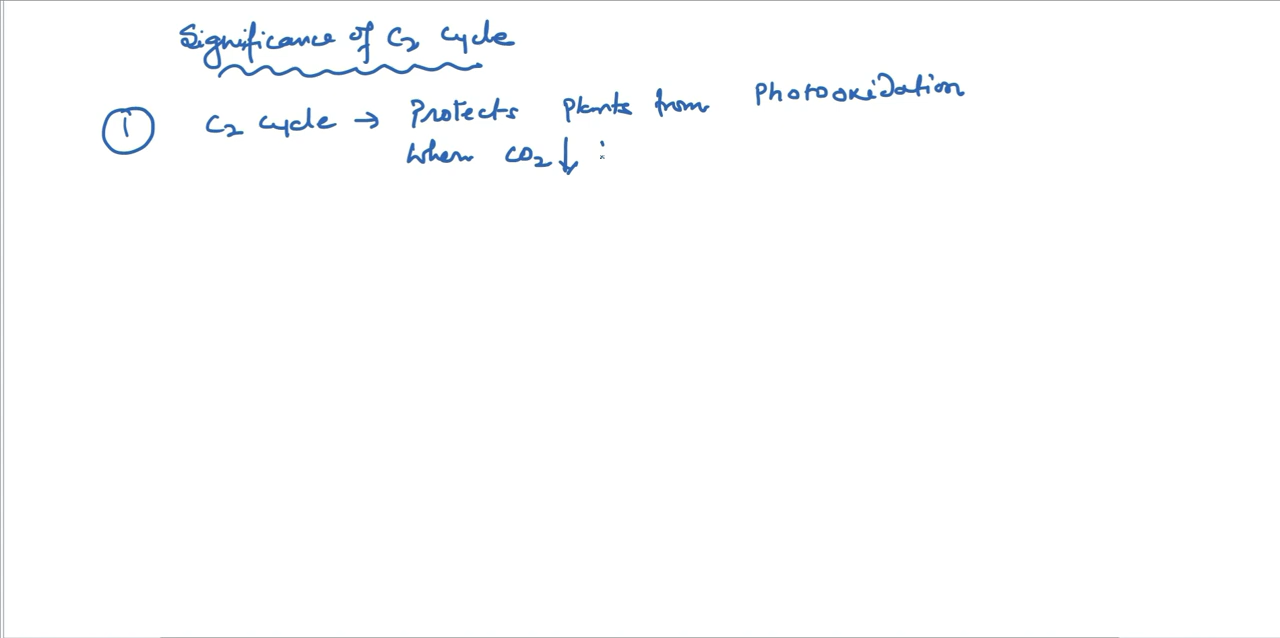 Significance of C2 cycle
1 C2 cycle → Protects plants from photooxidation
when CO2 ↓ :